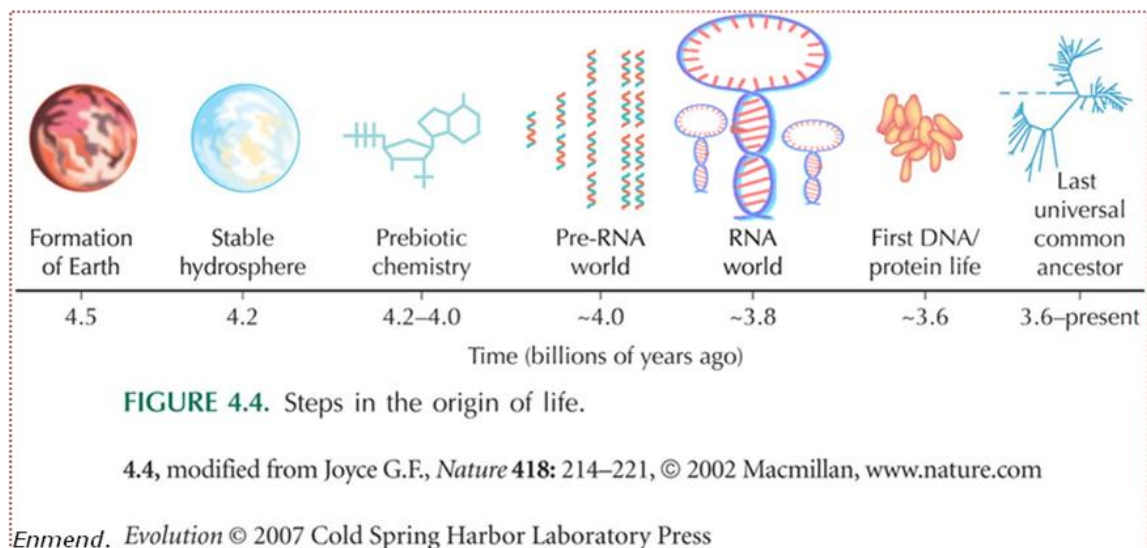 Formation
of Earth
Stable
hydrosphere
Prebiotic
chemistry
Pre-RNA
world
RNA
world
First DNA/
protein life
Last
universal
common
ancestor
4.5
4.2
4.2–4.0
~4.0
~3.8
~3.6
3.6–present
Time (billions of years ago)
FIGURE 4.4. Steps in the origin of life.
4.4, modified from Joyce G.F., Nature 418: 214–221, © 2002 Macmillan, www.nature.com
Enmend. Evolution © 2007 Cold Spring Harbor Laboratory Press